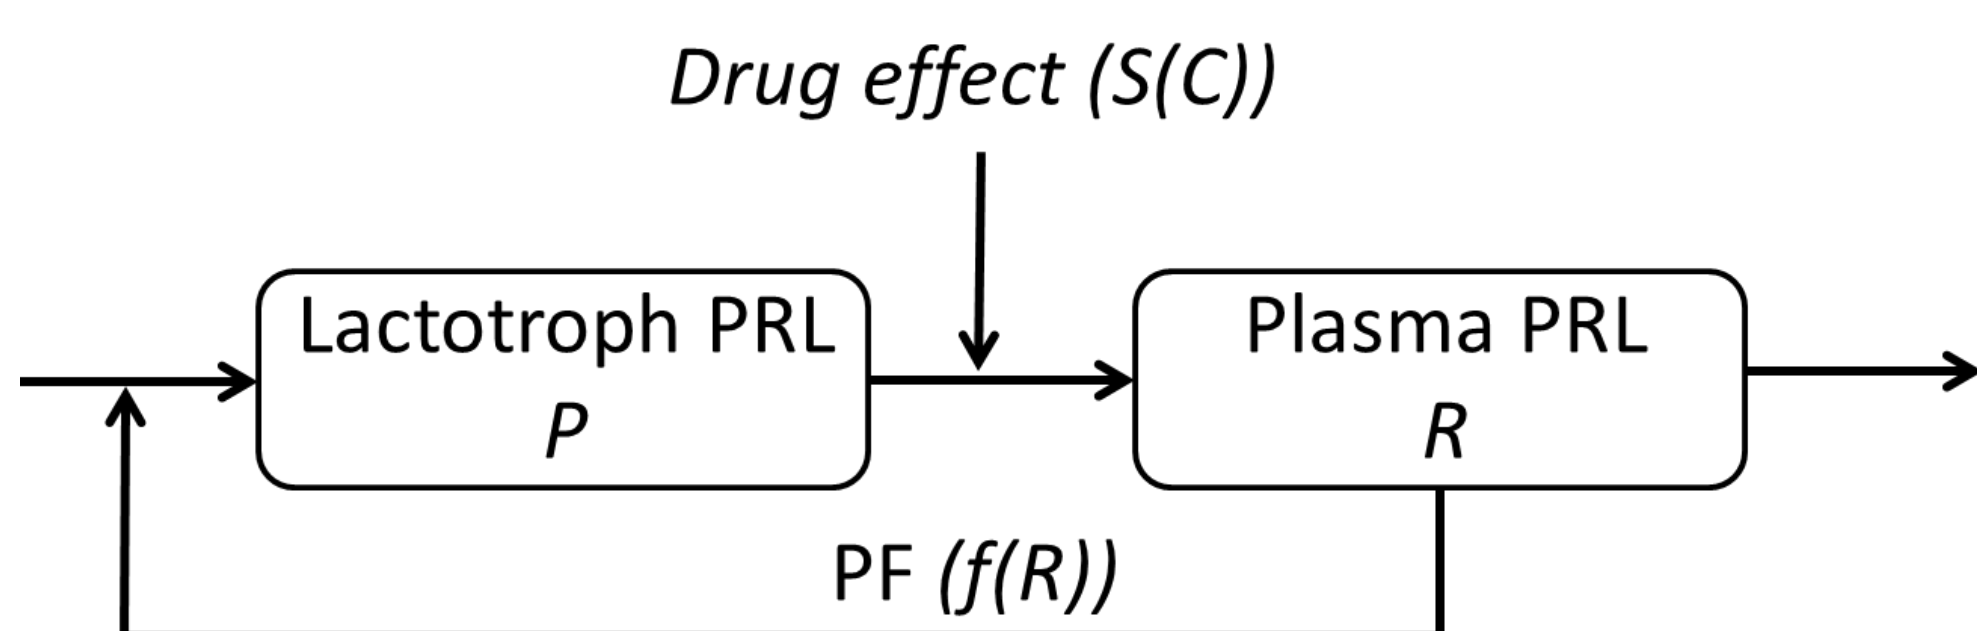 Drug effect (S(C))
Lactotroph PRL
P
Plasma PRL
R
PF (f(R))